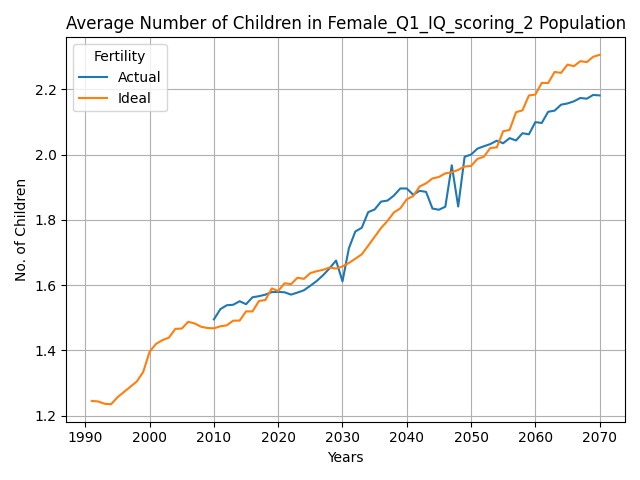 Average Number of Children in Female_Q1_IQ_scoring_2 Population
Fertility
Actual
Ideal
No. of Children
2.2
2.0
1.8
1.6
1.4
1.2
1990 2000 2010 2020 2030 2040 2050 2060 2070
Years